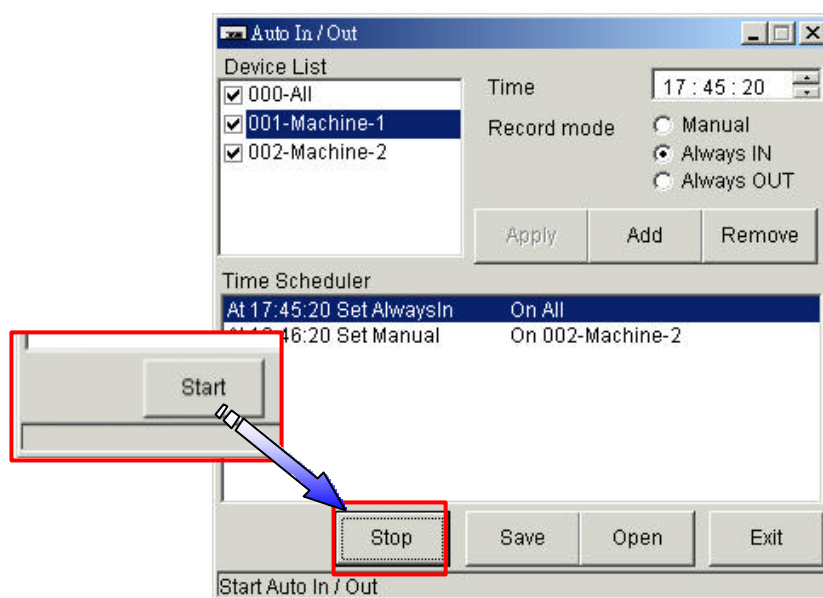 Auto In / Out
Device List
000-All
001-Machine-1
002-Machine-2
Time 17 : 45 : 20
Record mode Manual
Always IN
Always OUT
Apply Add Remove
Time Scheduler
At 17:45:20 Set AlwaysIn On All
46:20 Set Manual On 002-Machine-2
Start
Stop Save Open Exit
Start Auto In / Out